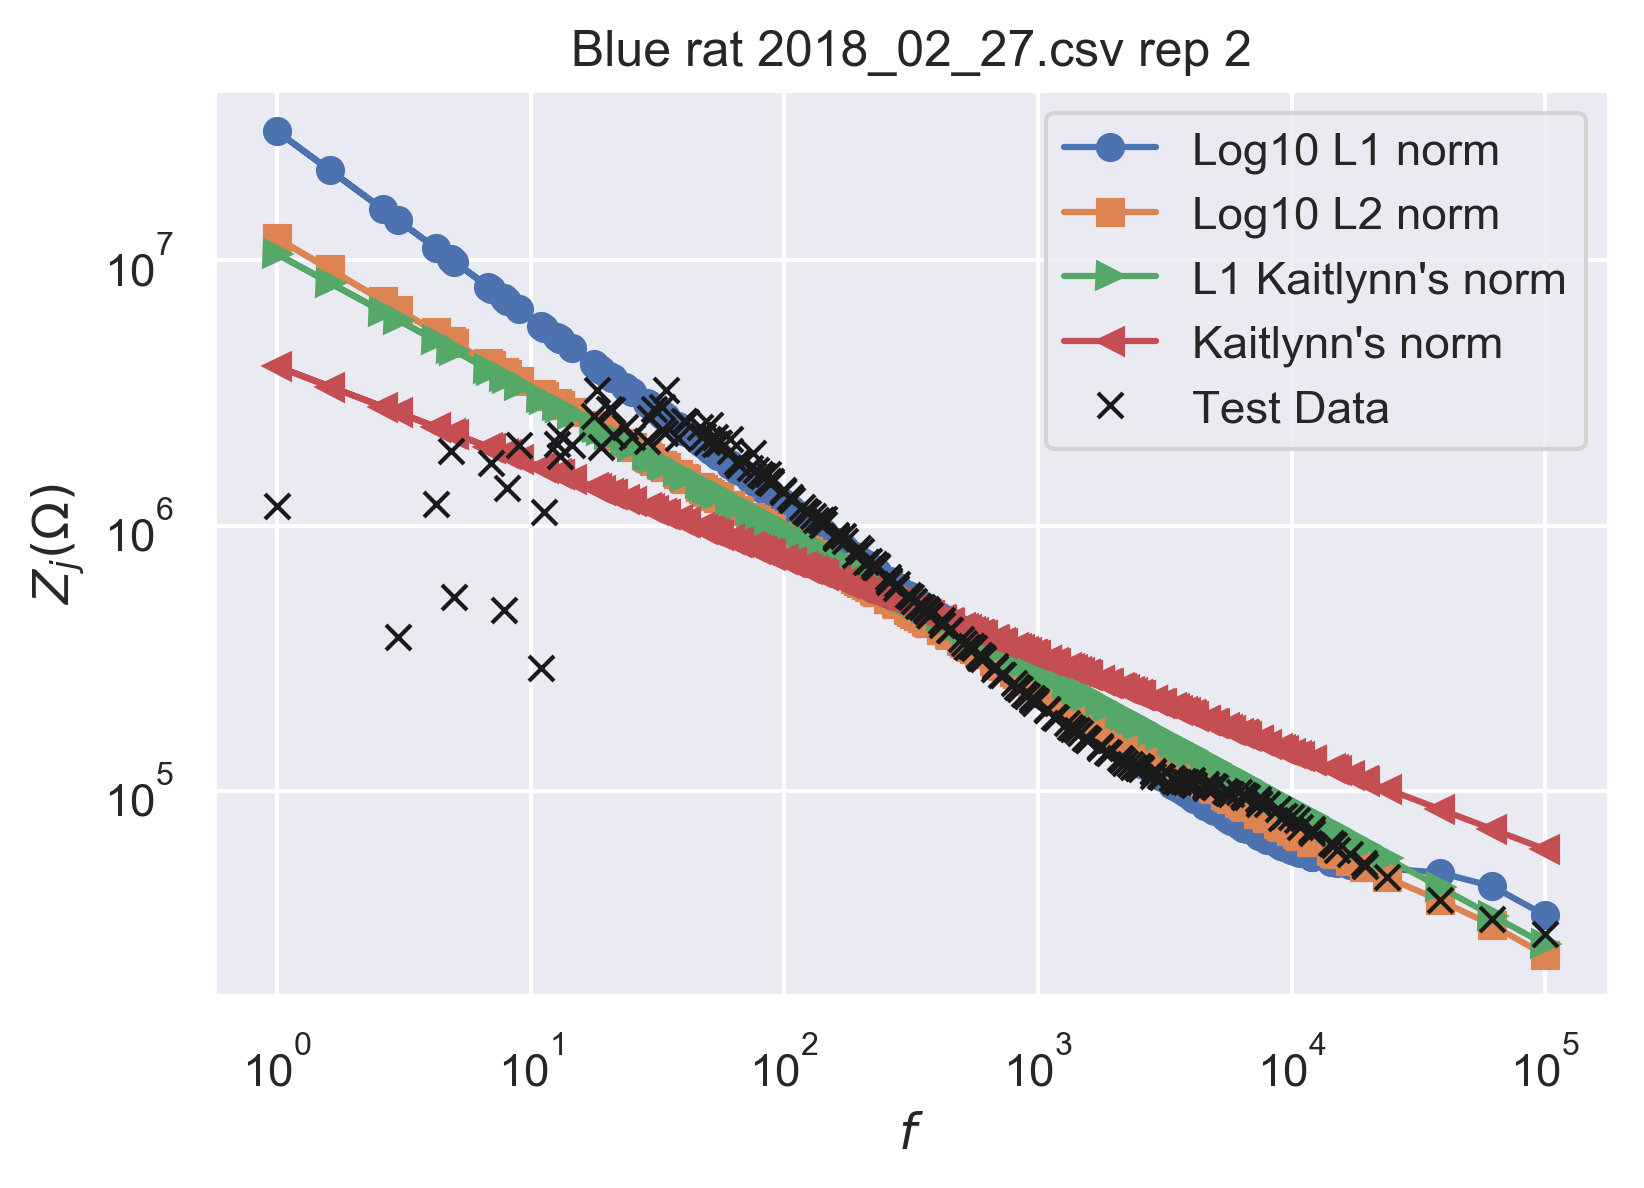 Blue rat 2018_02_27.csv rep 2
Log10 L1 norm
Log10 L2 norm
L1 Kaitlynn's norm
Kaitlynn's norm
Test Data
Z_j(Ω)
10^7
10^6
10^5
10^0 10^1 10^2 10^3 10^4 10^5
f